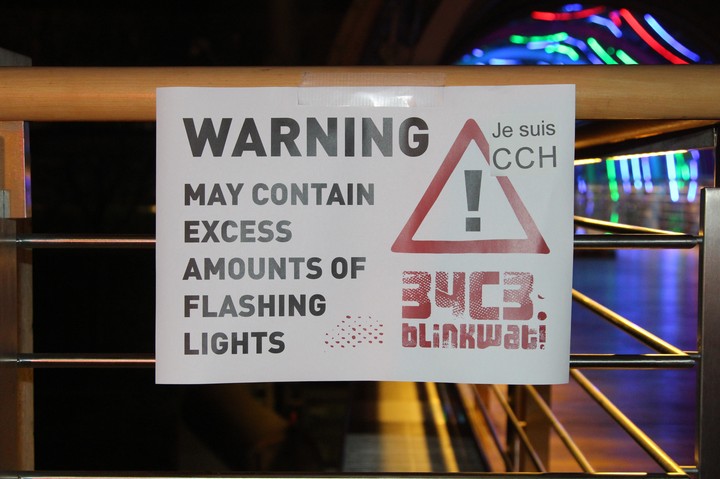 WARNING
MAY CONTAIN
EXCESS
AMOUNTS OF
FLASHING
LIGHTS
!
Je suis
CCH
34C3:
blinkwat!